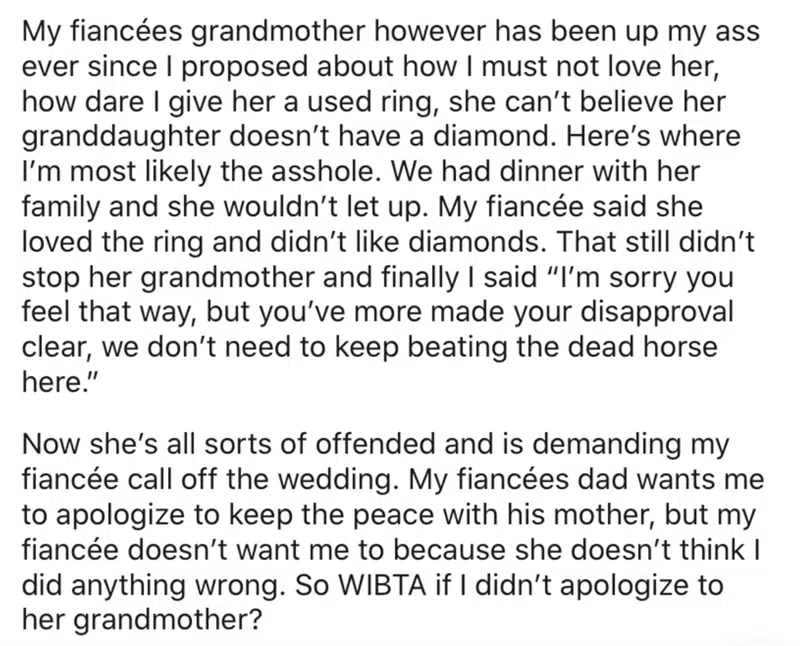 My fiancées grandmother however has been up my ass
ever since I proposed about how I must not love her,
how dare I give her a used ring, she can’t believe her
granddaughter doesn’t have a diamond. Here’s where
I’m most likely the asshole. We had dinner with her
family and she wouldn’t let up. My fiancée said she
loved the ring and didn’t like diamonds. That still didn’t
stop her grandmother and finally I said “I’m sorry you
feel that way, but you’ve more made your disapproval
clear, we don’t need to keep beating the dead horse
here.”
Now she’s all sorts of offended and is demanding my
fiancée call off the wedding. My fiancées dad wants me
to apologize to keep the peace with his mother, but my
fiancée doesn’t want me to because she doesn’t think I
did anything wrong. So WIBTA if I didn’t apologize to
her grandmother?